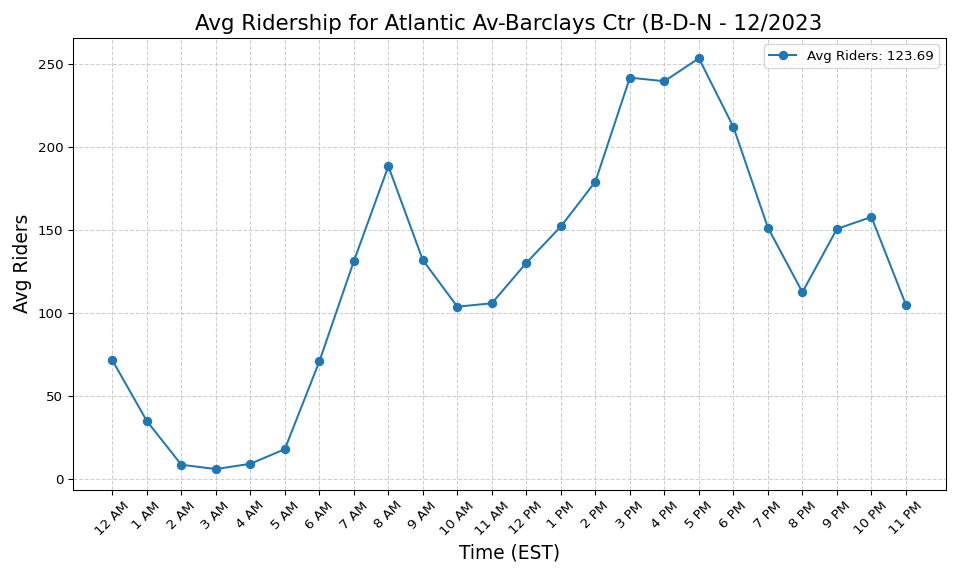 Avg Ridership for Atlantic Av-Barclays Ctr (B-D-N - 12/2023
Avg Riders: 123.69
Avg Riders
250
200
150
100
50
0
12 AM
1 AM
2 AM
3 AM
4 AM
5 AM
6 AM
7 AM
8 AM
9 AM
10 AM
11 AM
12 PM
1 PM
2 PM
3 PM
4 PM
5 PM
6 PM
7 PM
8 PM
9 PM
10 PM
11 PM
Time (EST)